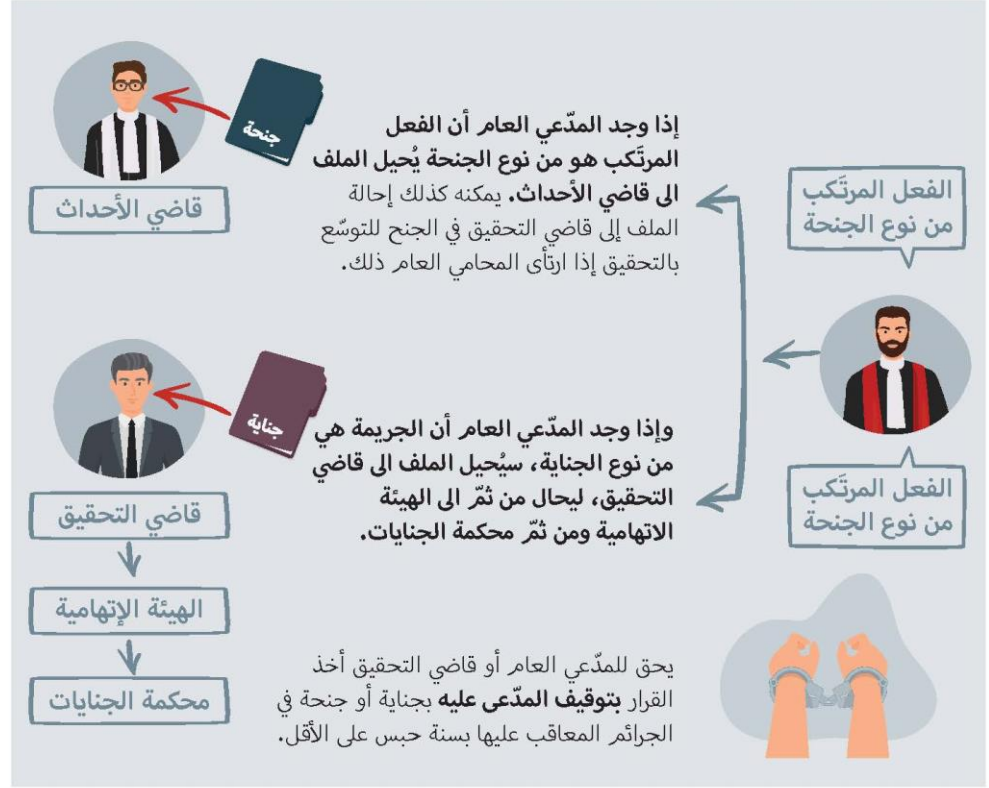 الفعل المرتَكب
من نوع الجنحة
إذا وجد المدّعي العام أن الفعل
المرتَكب هو من نوع الجنحة يُحيل الملف
الى قاضي الأحداث. يمكنه كذلك إحالة
الملف إلى قاضي التحقيق في الجنح للتوسّع
بالتحقيق إذا ارتأى المحامي العام ذلك.
جنحة
قاضي الأحداث
الفعل المرتَكب
من نوع الجنحة
وإذا وجد المدّعي العام أن الجريمة هي
من نوع الجناية، سيُحيل الملف الى قاضي
التحقيق، ليحال من ثمّ الى الهيئة
الاتهامية ومن ثمّ محكمة الجنايات.
جناية
قاضي التحقيق
الهيئة الإتهامية
محكمة الجنايات
يحق للمدّعي العام أو قاضي التحقيق أخذ
القرار بتوقيف المدّعى عليه بجناية أو جنحة في
الجرائم المعاقب عليها بسنة حبس على الأقل.